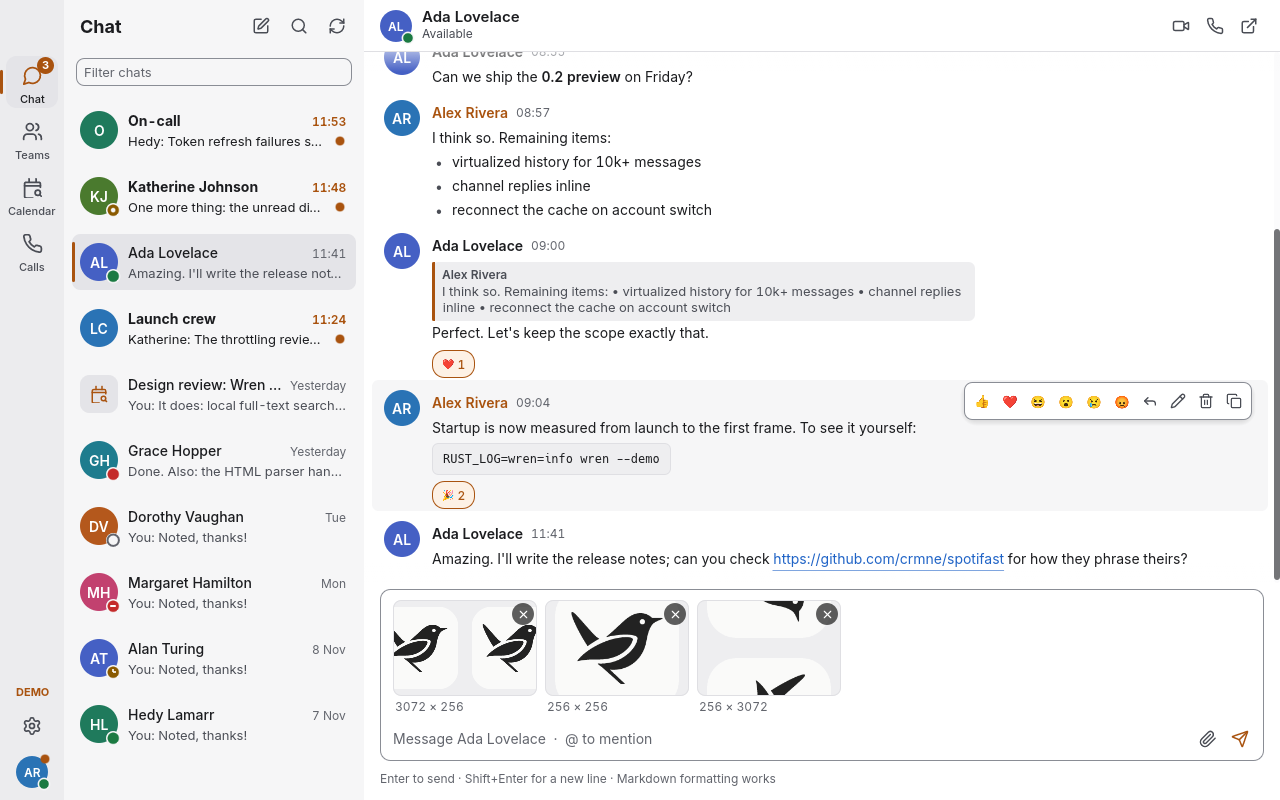 3
Chat
Teams
Calendar
Calls
DEMO
AR
Chat
Filter chats
O
On-call
11:53
Hedy: Token refresh failures s...
KJ
Katherine Johnson
11:48
One more thing: the unread di...
AL
Ada Lovelace
11:41
Amazing. I'll write the release not...
LC
Launch crew
11:24
Katherine: The throttling revie...
Design review: Wren ...
Yesterday
You: It does: local full-text search...
GH
Grace Hopper
Yesterday
Done. Also: the HTML parser han...
DV
Dorothy Vaughan
Tue
You: Noted, thanks!
MH
Margaret Hamilton
Mon
You: Noted, thanks!
AT
Alan Turing
8 Nov
You: Noted, thanks!
HL
Hedy Lamarr
7 Nov
You: Noted, thanks!
AL
Ada Lovelace
Available
AL
Ada Lovelace
Can we ship the 0.2 preview on Friday?
AR
Alex Rivera 08:57
I think so. Remaining items:
• virtualized history for 10k+ messages
• channel replies inline
• reconnect the cache on account switch
AL
Ada Lovelace 09:00
Alex Rivera
I think so. Remaining items: • virtualized history for 10k+ messages • channel replies
inline • reconnect the cache on account switch
Perfect. Let's keep the scope exactly that.
❤️ 1
AR
Alex Rivera 09:04
👍 ❤️ 😆 😮 😢 😡
Startup is now measured from launch to the first frame. To see it yourself:
RUST_LOG=wren=info wren --demo
🎉 2
AL
Ada Lovelace 11:41
Amazing. I'll write the release notes; can you check https://github.com/crmne/spotifast for how they phrase theirs?
3072 × 256
256 × 256
256 × 3072
Message Ada Lovelace · @ to mention
Enter to send · Shift+Enter for a new line · Markdown formatting works